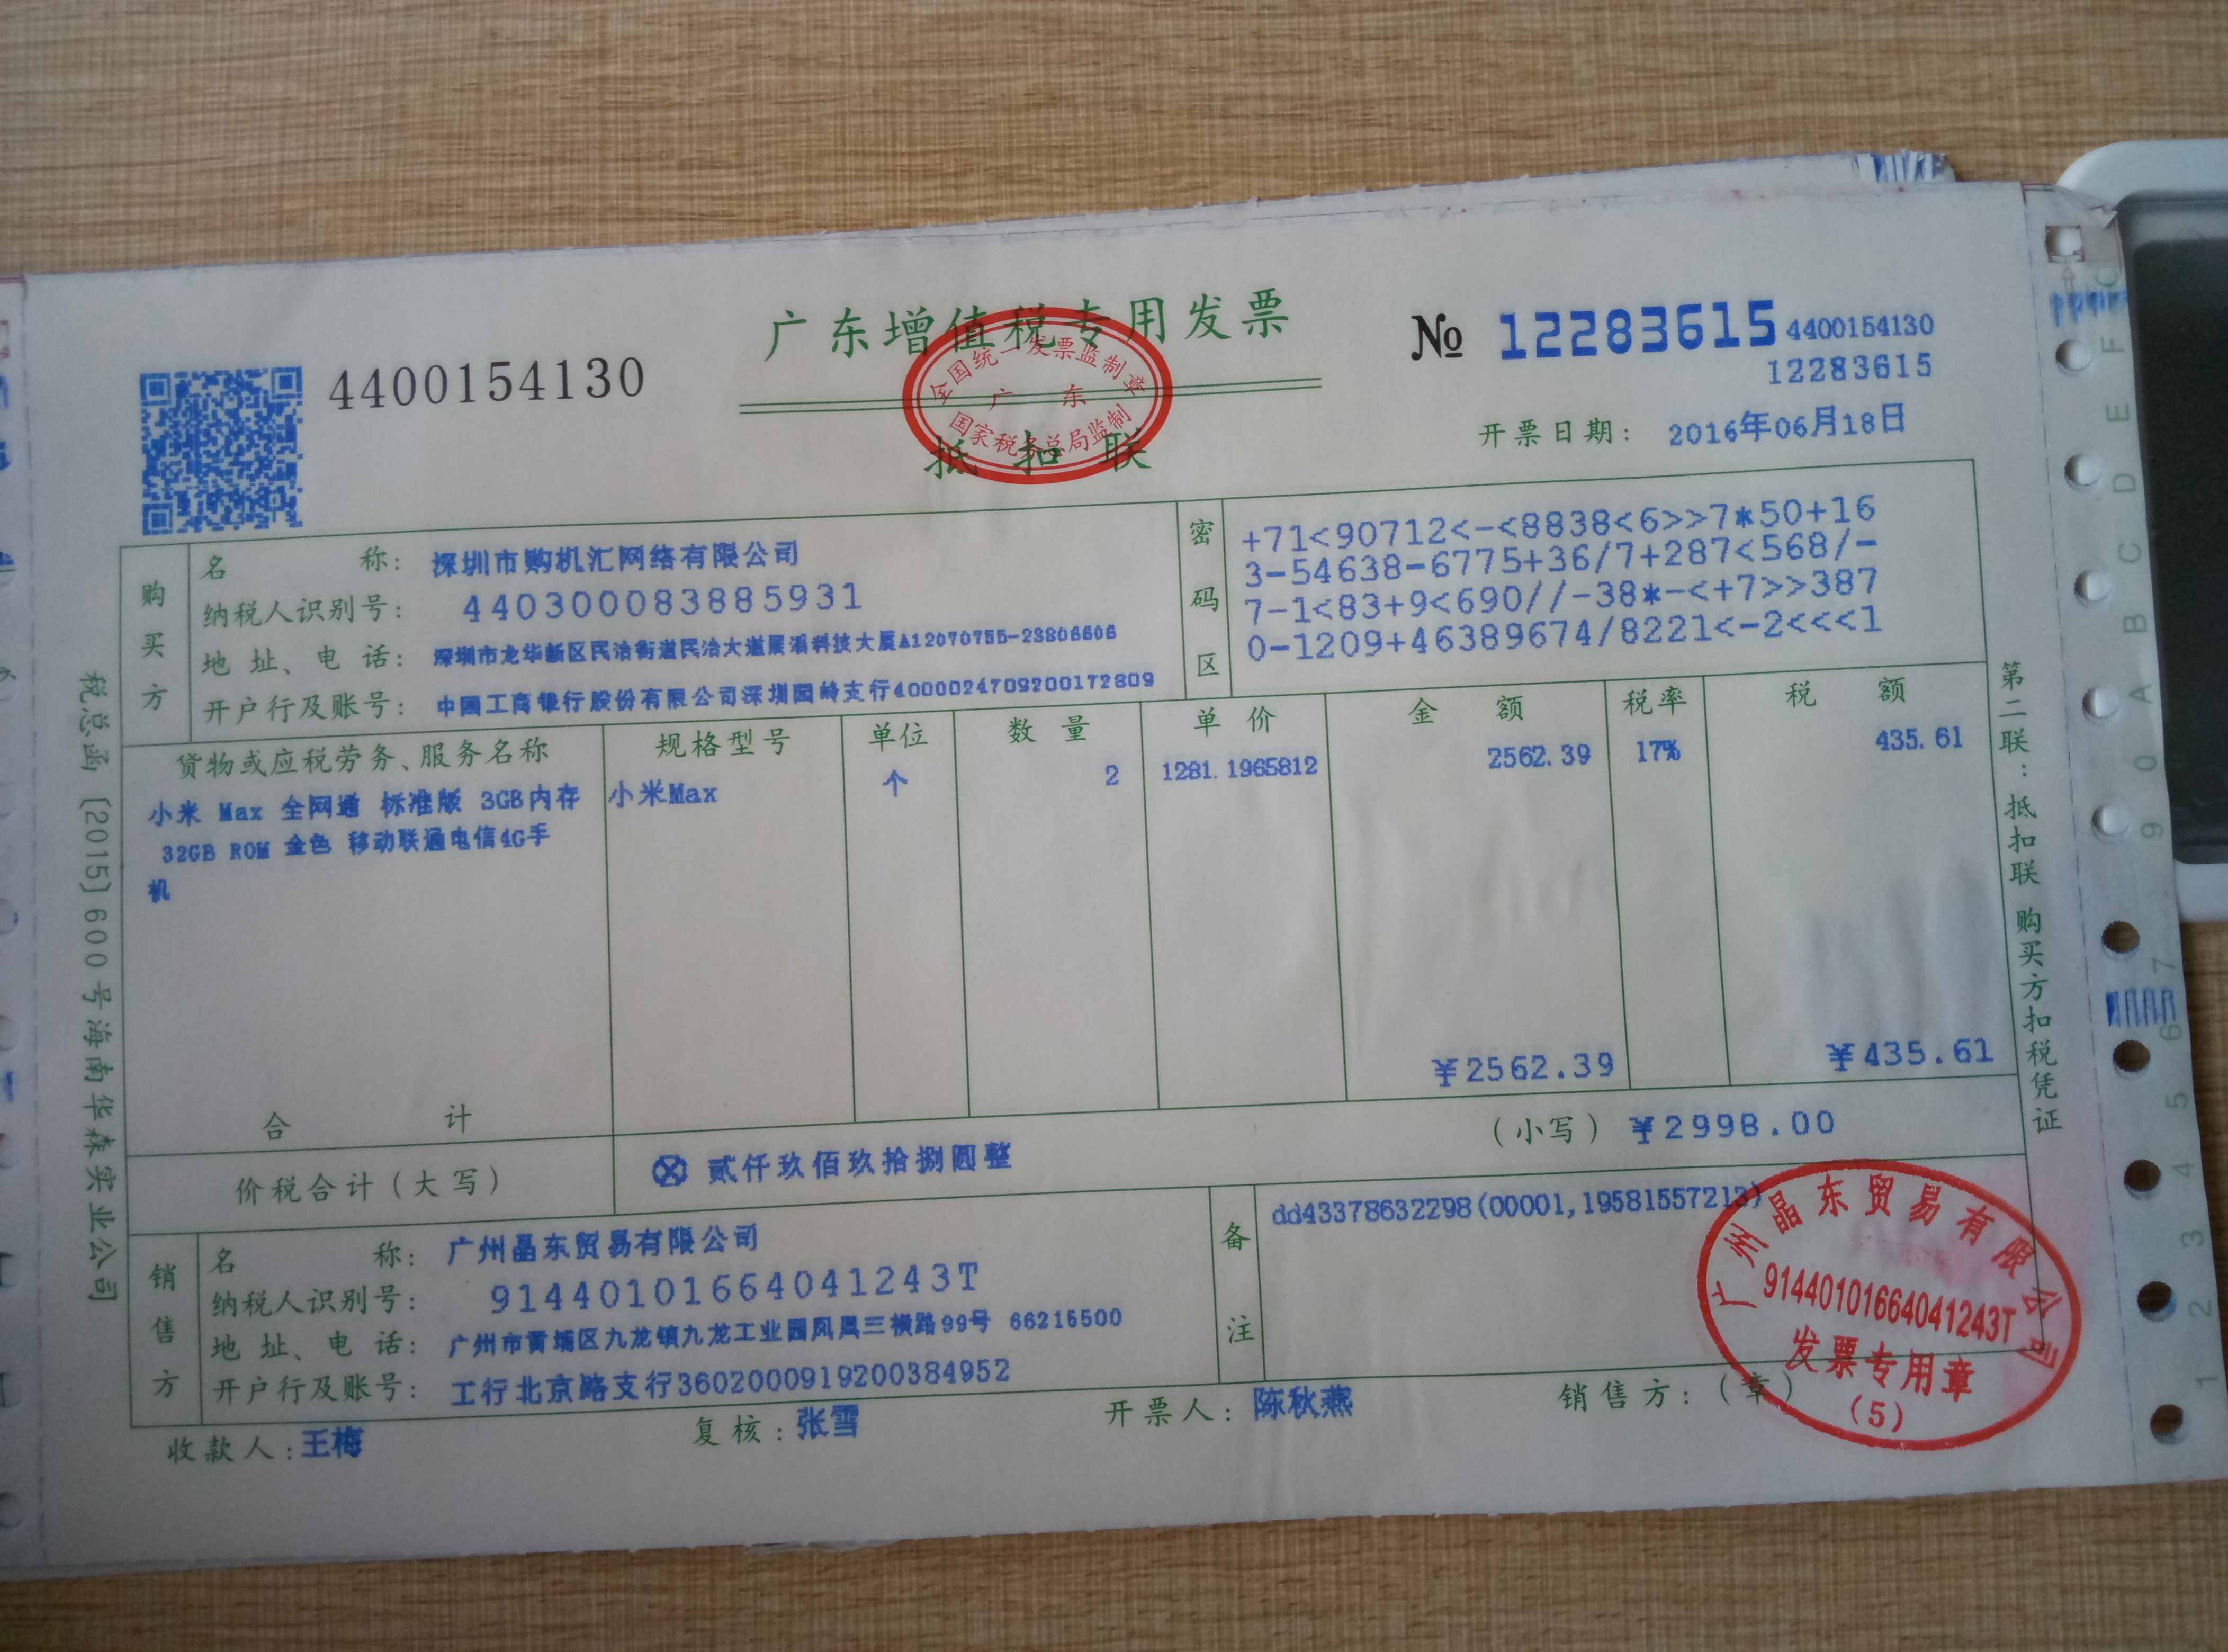 广东增值税专用发票
4400154130
№ 12283615
4400154130
12283615
全国统一发票监制章
广 东
国家税务总局监制
抵扣联
开票日期: 2016年06月18日
购买方
名 称: 深圳市购机汇网络有限公司
纳税人识别号: 440300083885931
地 址、电 话: 深圳市龙华新区民治街道民治大道展滔科技大厦A12070755-23806606
开户行及账号: 中国工商银行股份有限公司深圳园岭支行4000024709200172809
密码区
+71<90712<-<8838<6>>7*50+16
3-54638-6775+36/7+287<568/-
7-1<83+9<690//-38*-<+7>>387
0-1209+46389674/8221<-2<<<1
货物或应税劳务、服务名称 规格型号 单位 数 量 单 价 金 额 税率 税 额
小米 Max 全网通 标准版 3GB内存 小米Max 个 2 1281.1965812 2562.39 17% 435.61
32GB ROM 金色 移动联通电信4G手
机
合 计 ¥2562.39 ¥435.61
价税合计(大写) ⊗ 贰仟玖佰玖拾捌圆整 (小写) ¥2998.00
销售方
名 称: 广州晶东贸易有限公司
纳税人识别号: 91440101664041243T
地 址、电 话: 广州市黄埔区九龙镇九龙工业园凤凰三横路99号 66215500
开户行及账号: 工行北京路支行3602000919200384952
备注
dd43378632298(00001,19581557213)
收款人: 王梅 复核: 张雪 开票人: 陈秋燕 销售方: (章)
广州晶东贸易有限公司
91440101664041243T
发票专用章
(5)
税总函[2015]600号海南华森实业公司
第二联: 抵扣联 购买方扣税凭证